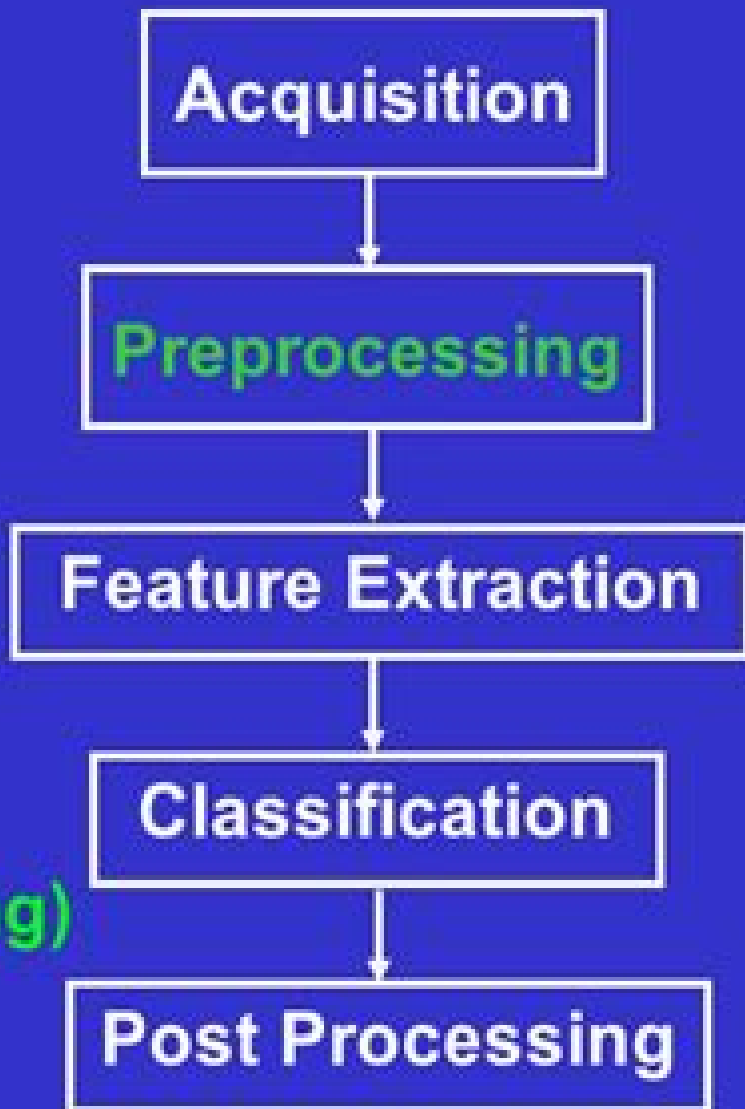 Acquisition
Preprocessing
Feature Extraction
Classification
g)
Post Processing